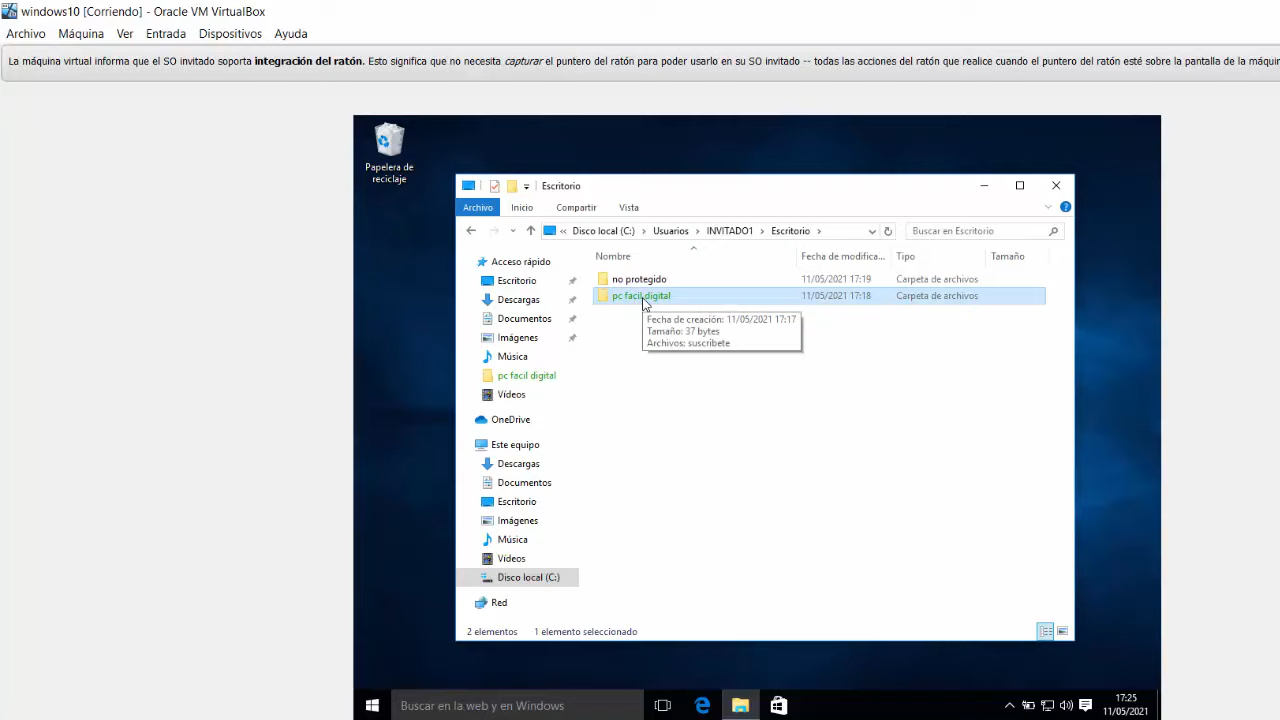 windows10 [Corriendo] - Oracle VM VirtualBox
Archivo Máquina Ver Entrada Dispositivos Ayuda
La máquina virtual informa que el SO invitado soporta integración del ratón. Esto significa que no necesita capturar el puntero del ratón para poder usarlo en su SO invitado -- todas las acciones del ratón que realice cuando el puntero del ratón esté sobre la pantalla de la
Papelera de
reciclaje
Escritorio
Archivo Inicio Compartir Vista
« Disco local (C:) > Usuarios > INVITADO1 > Escritorio >
Buscar en Escritorio
Nombre Fecha de modifica... Tipo Tamaño
no protegido 11/05/2021 17:19 Carpeta de archivos
pc facil digital 11/05/2021 17:18 Carpeta de archivos
Fecha de creación: 11/05/2021 17:17
Tamaño: 37 bytes
Archivos: suscribete
Acceso rápido
Escritorio
Descargas
Documentos
Imágenes
Música
pc facil digital
Vídeos
OneDrive
Este equipo
Descargas
Documentos
Escritorio
Imágenes
Música
Vídeos
Disco local (C:)
Red
2 elementos 1 elemento seleccionado
Buscar en la web y en Windows
17:25
11/05/2021